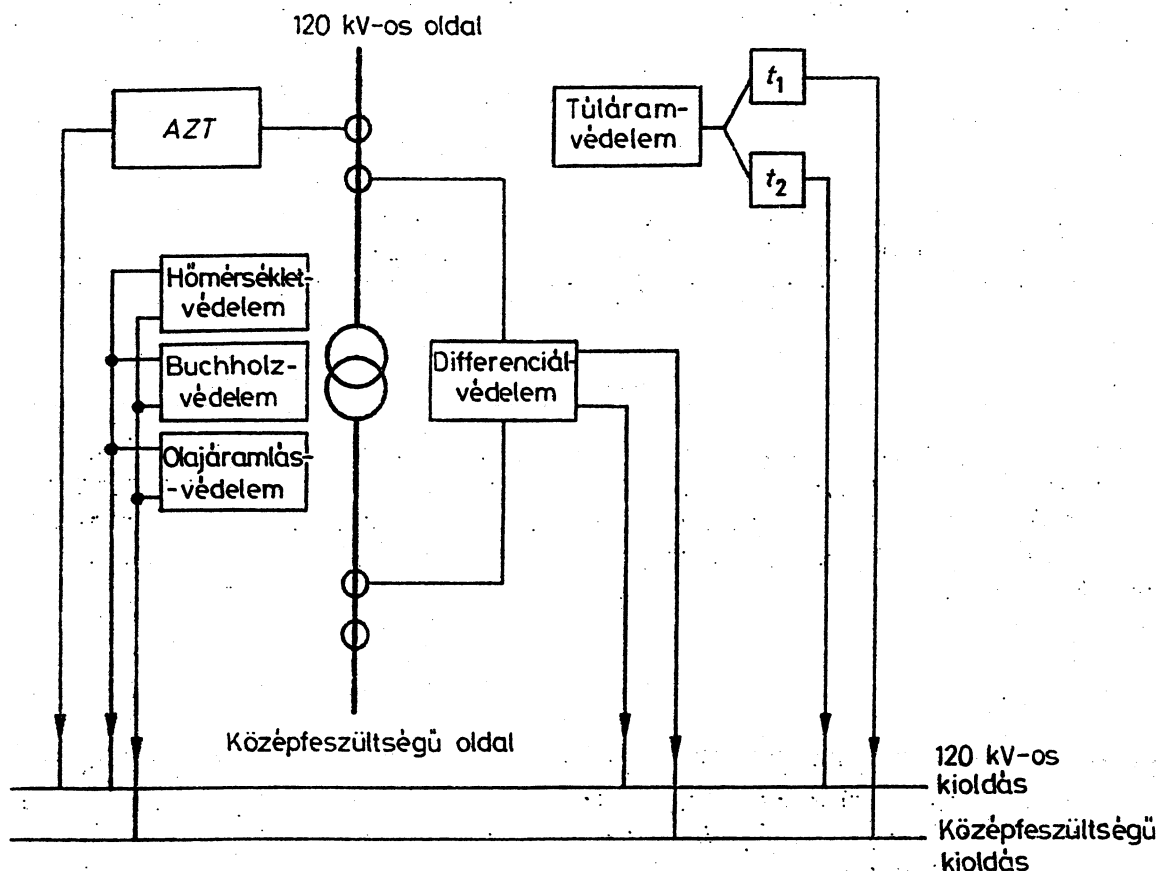 120 kV-os oldal
AZT
Túláram-
védelem
t1
t2
Hőmérséklet-
védelem
Buchholz-
védelem
Olajáramlás-
-védelem
Differenciál-
védelem
Középfeszültségű oldal
120 kV-os
kioldás
Középfeszültségű
kioldás